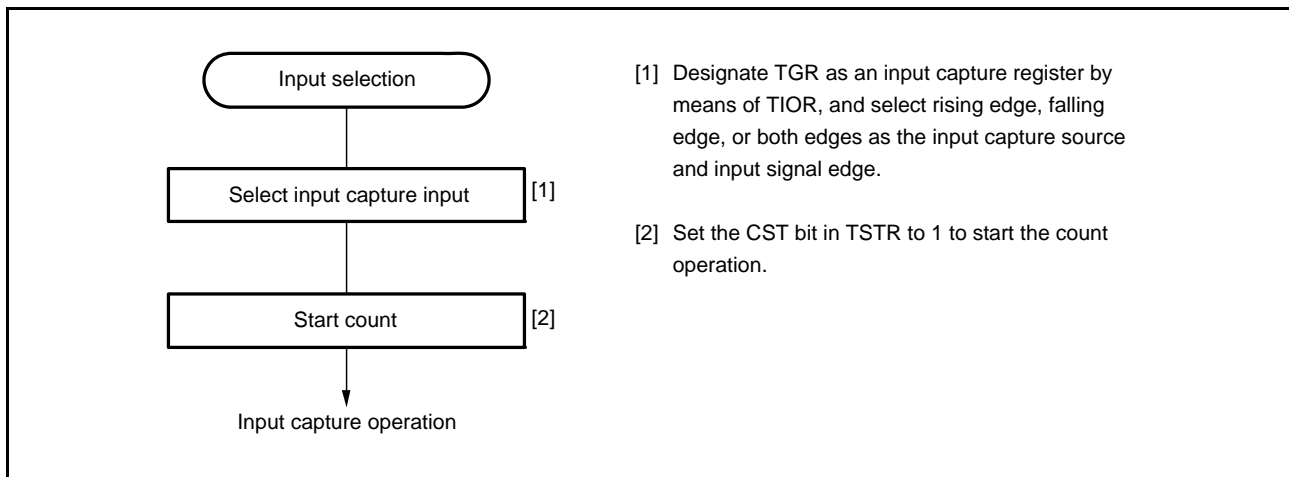 Input selection
Select input capture input [1]
Start count [2]
Input capture operation
[1] Designate TGR as an input capture register by
means of TIOR, and select rising edge, falling
edge, or both edges as the input capture source
and input signal edge.
[2] Set the CST bit in TSTR to 1 to start the count
operation.